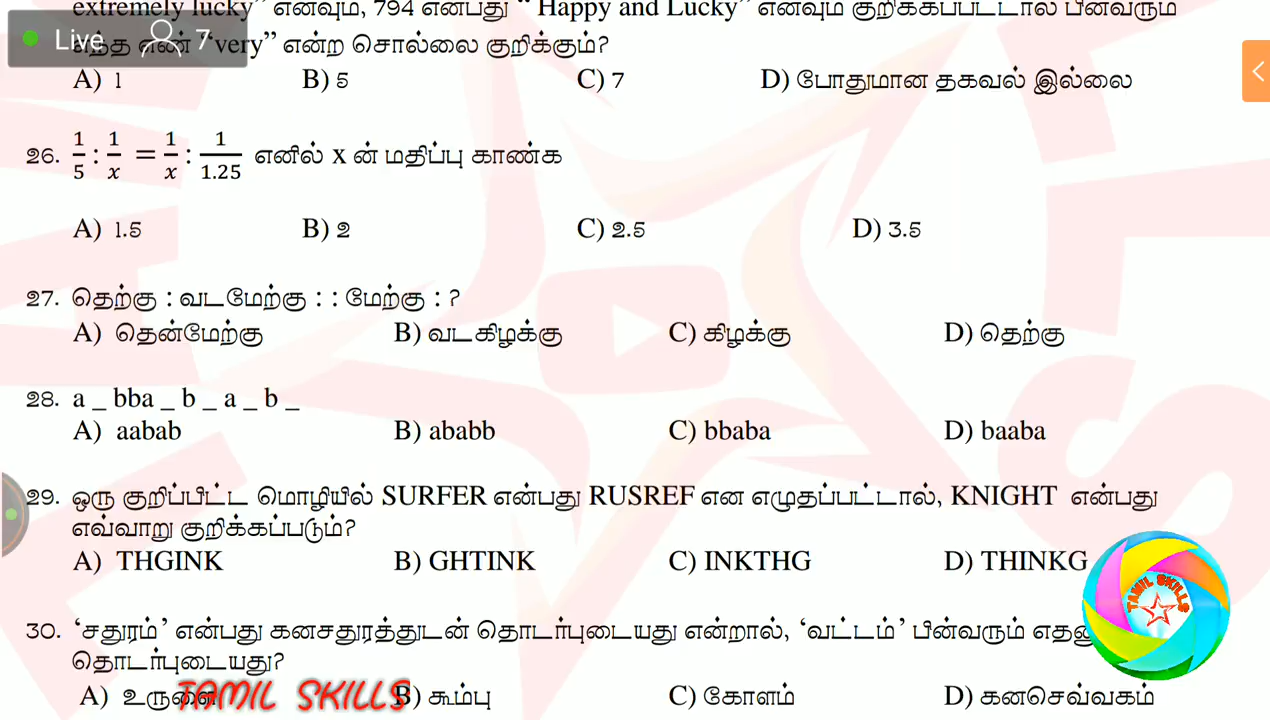 extremely lucky” எனவும், 794 என்பது “ Happy and Lucky” எனவும் குறிக்கப்பட்டால் பின்வரும்
Live 7
எந்த எண் “very” என்ற சொல்லை குறிக்கும்?
A) 1 B) 5 C) 7 D) போதுமான தகவல் இல்லை
26. 1/5 : 1/x = 1/x : 1/1.25 எனில் x ன் மதிப்பு காண்க
A) 1.5 B) 2 C) 2.5 D) 3.5
27. தெற்கு : வடமேற்கு : : மேற்கு : ?
A) தென்மேற்கு B) வடகிழக்கு C) கிழக்கு D) தெற்கு
28. a _ bba _ b _ a _ b _
A) aabab B) ababb C) bbaba D) baaba
29. ஒரு குறிப்பிட்ட மொழியில் SURFER என்பது RUSREF என எழுதப்பட்டால், KNIGHT என்பது
எவ்வாறு குறிக்கப்படும்?
A) THGINK B) GHTINK C) INKTHG D) THINKG
30. ‘சதுரம்’ என்பது கனசதுரத்துடன் தொடர்புடையது என்றால், ‘வட்டம்’ பின்வரும்
தொடர்புடையது?
A) உருளை B) கூம்பு C) கோளம் D) கனசெவ்வகம்
TAMIL SKILLS
TAMIL SKILLS